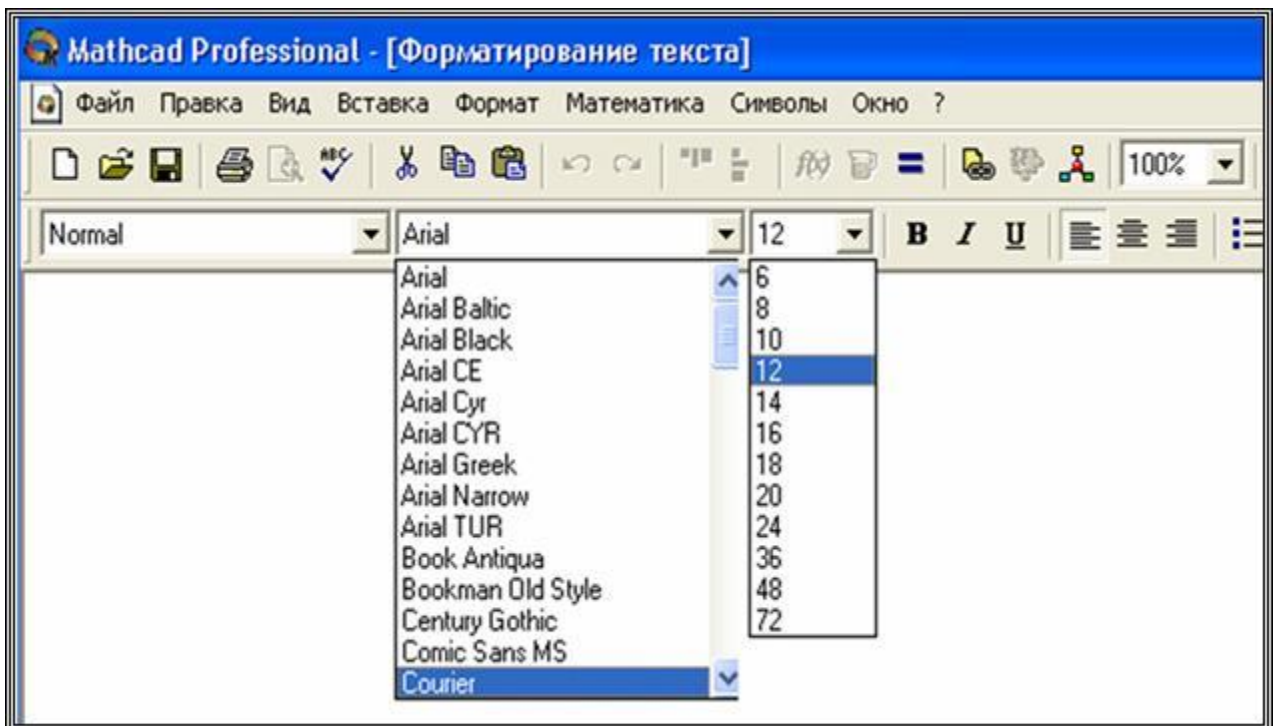 Mathcad Professional - [Форматирование текста]
Файл Правка Вид Вставка Формат Математика Символы Окно ?
ABC f(x) = 100%
Normal Arial 12 B I U
Arial
Arial Baltic
Arial Black
Arial CE
Arial Cyr
Arial CYR
Arial Greek
Arial Narrow
Arial TUR
Book Antiqua
Bookman Old Style
Century Gothic
Comic Sans MS
Courier
6
8
10
12
14
16
18
20
24
36
48
72